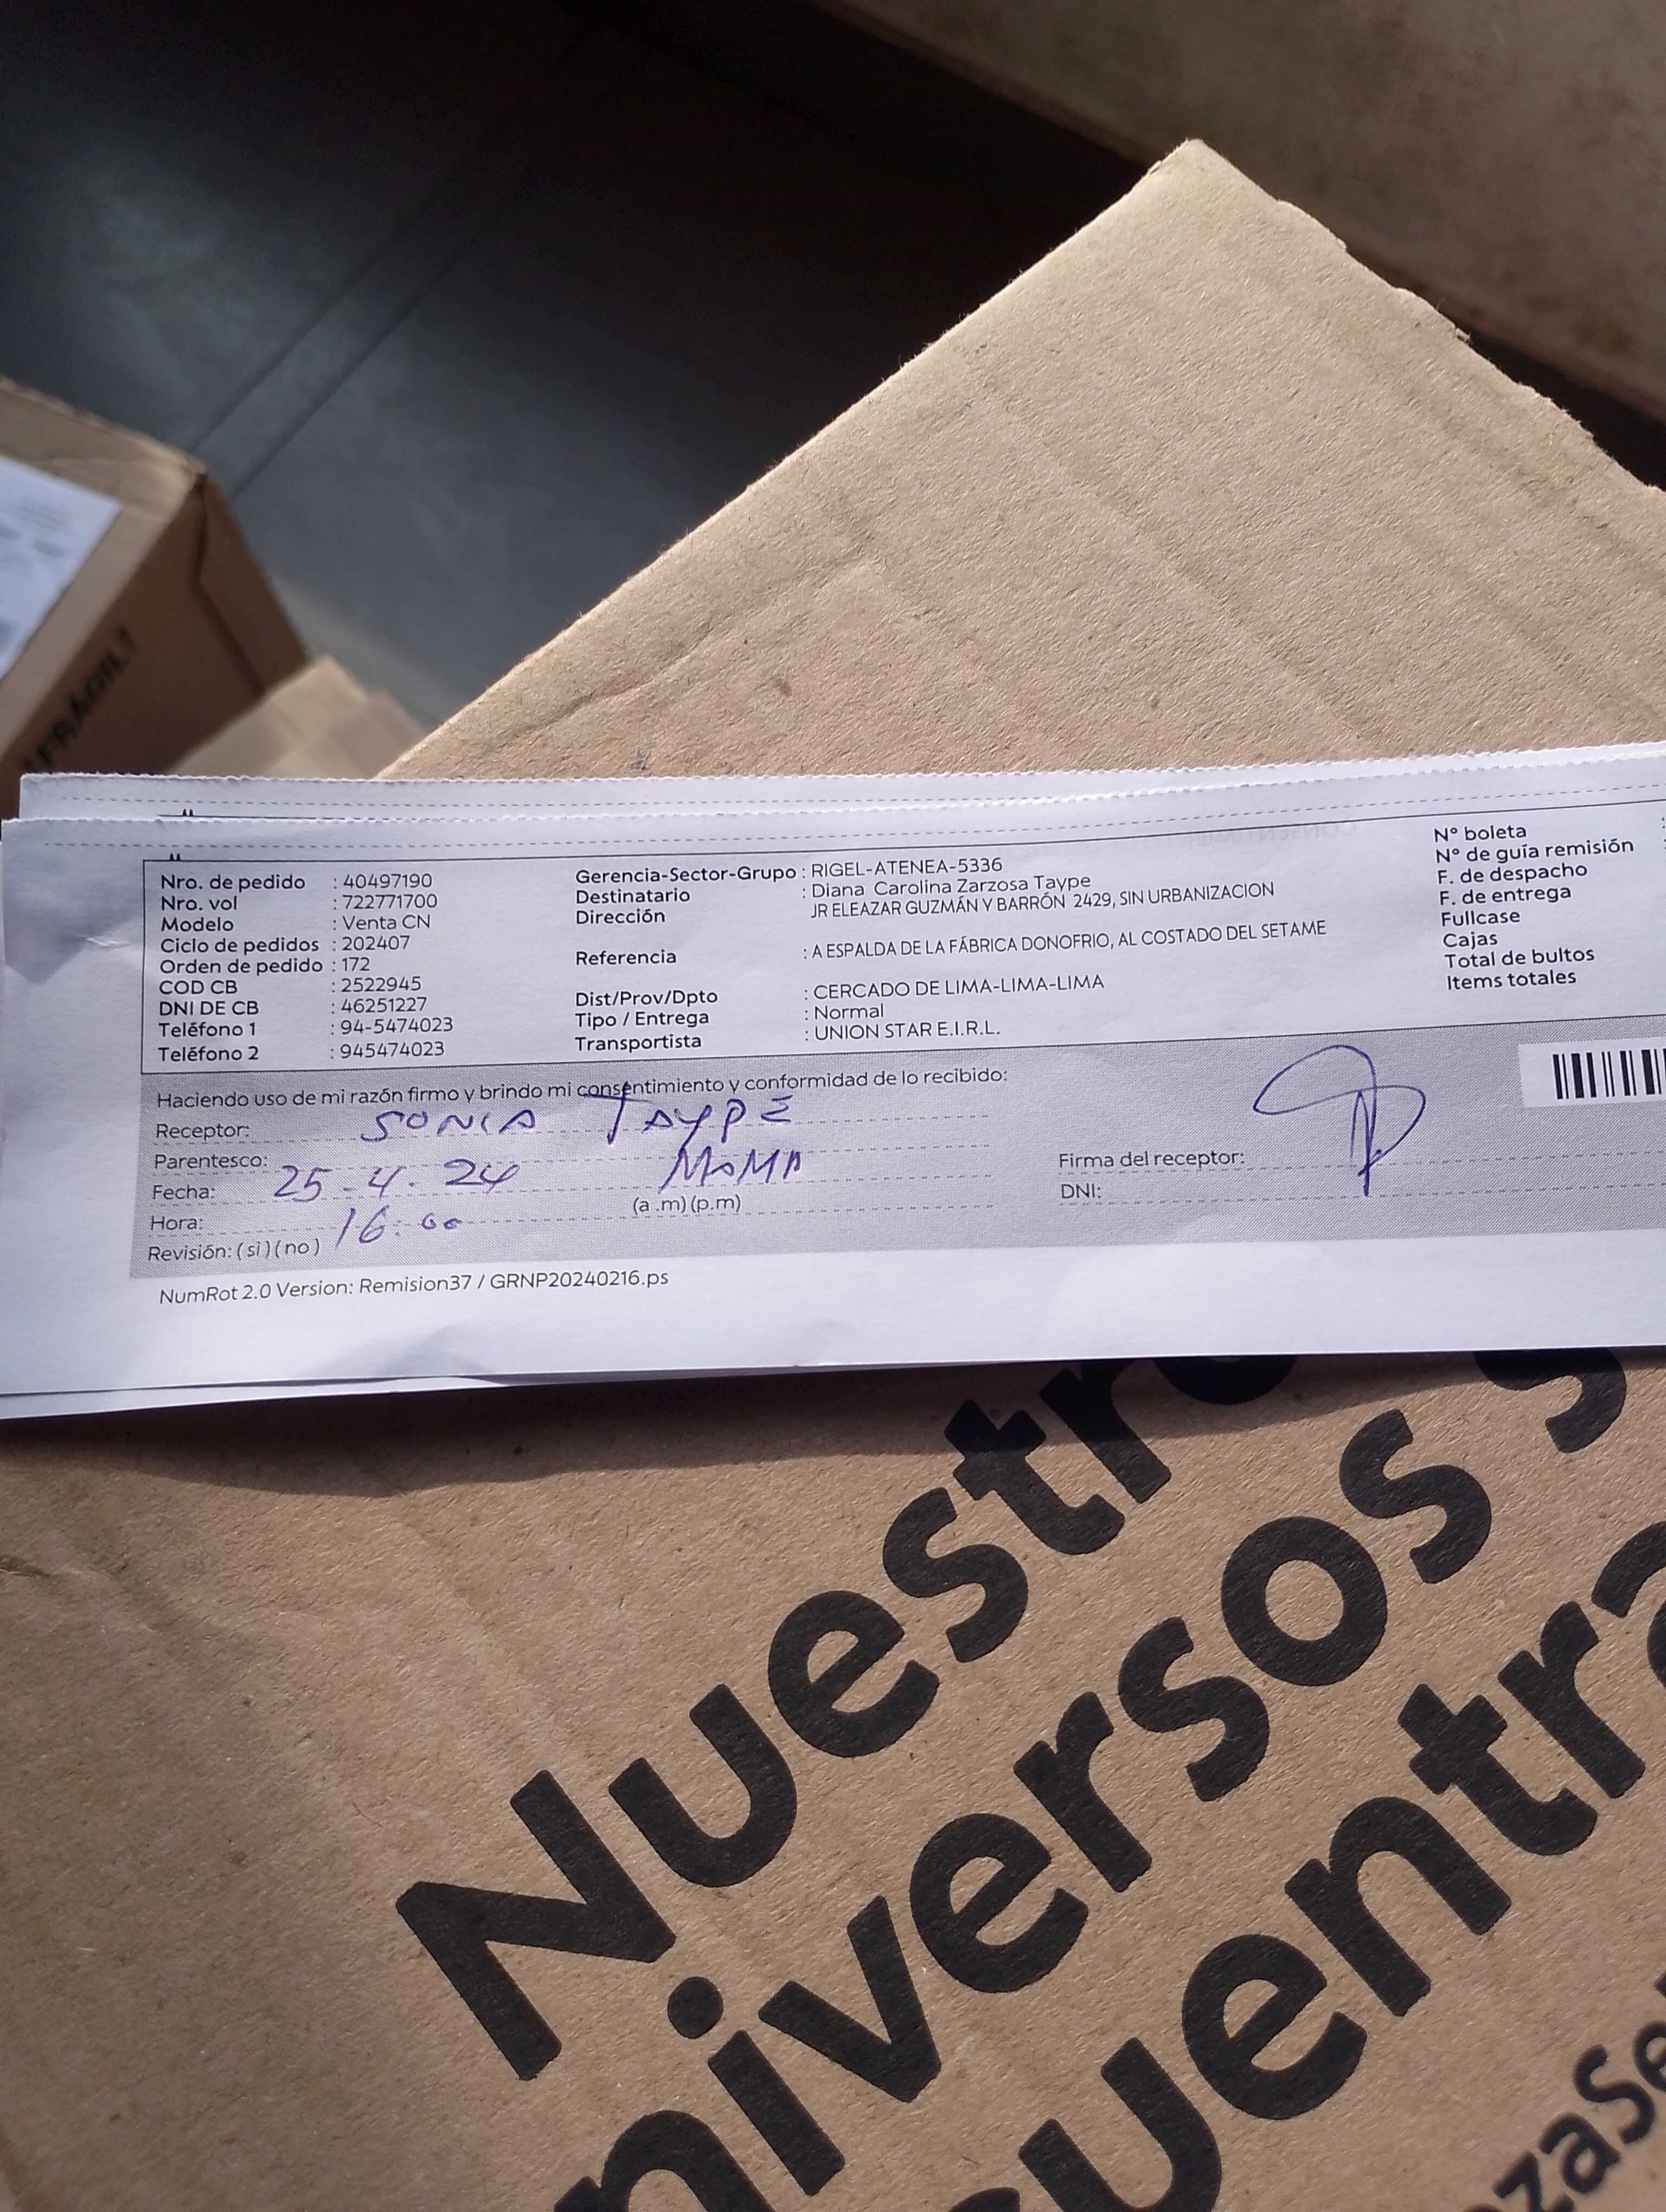 ¡FRÁGIL!
Nro. de pedido : 40497190
Nro. vol : 722771700
Modelo : Venta CN
Ciclo de pedidos : 202407
Orden de pedido : 172
COD CB : 2522945
DNI DE CB : 46251227
Teléfono 1 : 94-5474023
Teléfono 2 : 945474023
Gerencia-Sector-Grupo : RIGEL-ATENEA-5336
Destinatario : Diana Carolina Zarzosa Taype
Dirección JR ELEAZAR GUZMÁN Y BARRÓN 2429, SIN URBANIZACION
Referencia : A ESPALDA DE LA FÁBRICA DONOFRIO, AL COSTADO DEL SETAME
Dist/Prov/Dpto : CERCADO DE LIMA-LIMA-LIMA
Tipo / Entrega : Normal
Transportista : UNION STAR E.I.R.L.
N° boleta
N° de guía remisión
F. de despacho
F. de entrega
Fullcase
Cajas
Total de bultos
Items totales
Haciendo uso de mi razón firmo y brindo mi consentimiento y conformidad de lo recibido:
Receptor: SONIA TAYPE
Parentesco: MAMA
Fecha: 25-4-24
Hora: 16:00 (a.m) (p.m)
Revisión: (si) (no)
Firma del receptor:
DNI:
NumRot 2.0 Version: Remision37 / GRNP20240216.ps
Nuestr
niversos s
uentra
zaSe